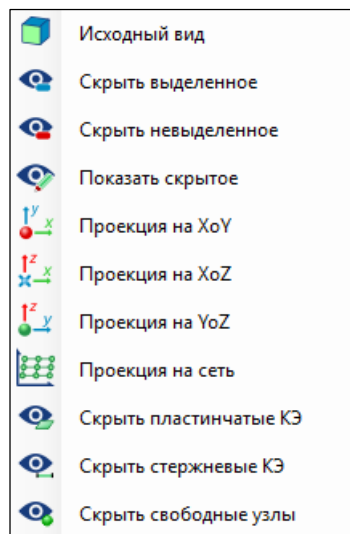 Исходный вид
Скрыть выделенное
Скрыть невыделенное
Показать скрытое
y x Проекция на XoY
z x Проекция на XoZ
z y Проекция на YoZ
Проекция на сеть
Скрыть пластинчатые КЭ
Скрыть стержневые КЭ
Скрыть свободные узлы